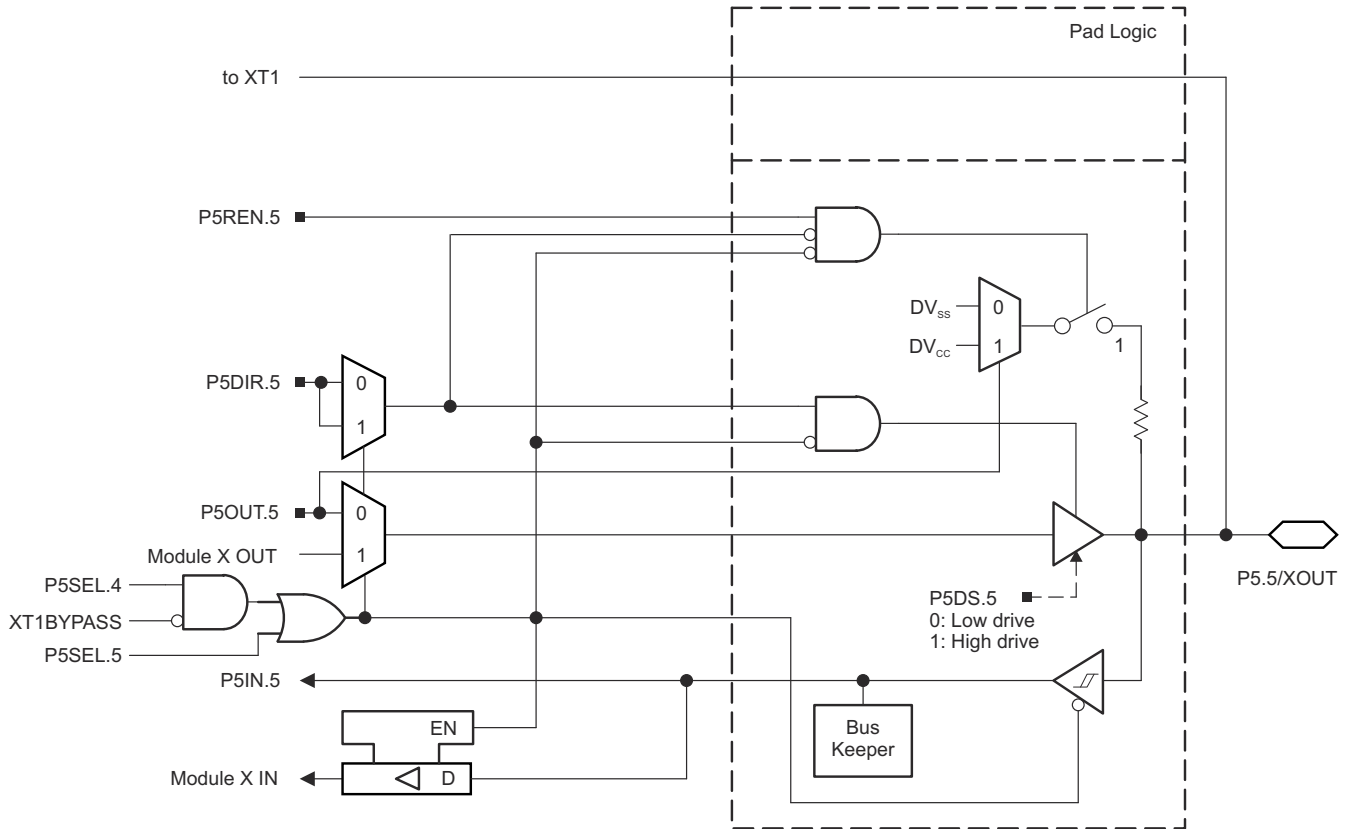 Pad Logic
to XT1
P5REN.5
DVSS
0
DVCC
1
1
P5DIR.5
0
1
P5OUT.5
0
Module X OUT
1
P5.5/XOUT
P5SEL.4
XT1BYPASS
P5SEL.5
P5DS.5
0: Low drive
1: High drive
P5IN.5
Bus
Keeper
EN
Module X IN
D